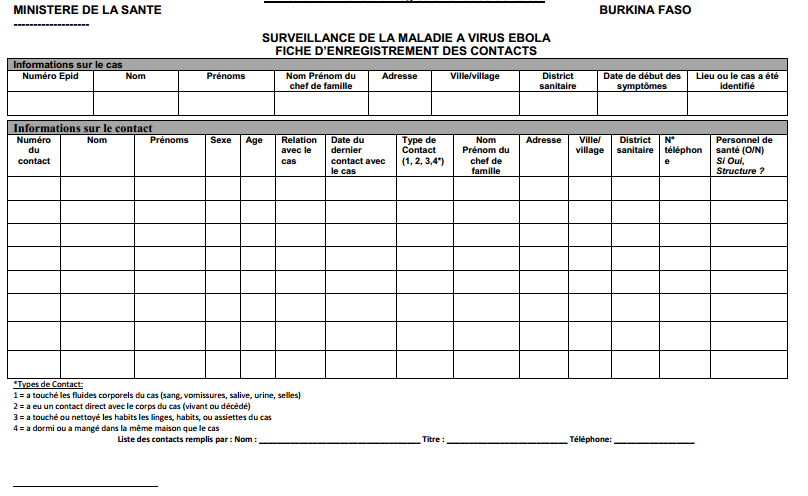 MINISTERE DE LA SANTE BURKINA FASO
-------------------
SURVEILLANCE DE LA MALADIE A VIRUS EBOLA
FICHE D'ENREGISTREMENT DES CONTACTS
Informations sur le cas
Numéro Epid Nom Prénoms Nom Prénom du chef de famille Adresse Ville/village District sanitaire Date de début des symptômes Lieu ou le cas a été identifié
Informations sur le contact
Numéro du contact Nom Prénoms Sexe Age Relation avec le cas Date du dernier contact avec le cas Type de Contact (1, 2, 3,4*) Nom Prénom du chef de famille Adresse Ville/ village District sanitaire N° téléphon e Personnel de santé (O/N) Si Oui, Structure ?
*Types de Contact:
1 = a touché les fluides corporels du cas (sang, vomissures, salive, urine, selles)
2 = a eu un contact direct avec le corps du cas (vivant ou décédé)
3 = a touché ou nettoyé les habits les linges, habits, ou assiettes du cas
4 = a dormi ou a mangé dans la même maison que le cas
Liste des contacts remplis par : Nom : ____________________ Titre : ____________________ Téléphone: ____________________